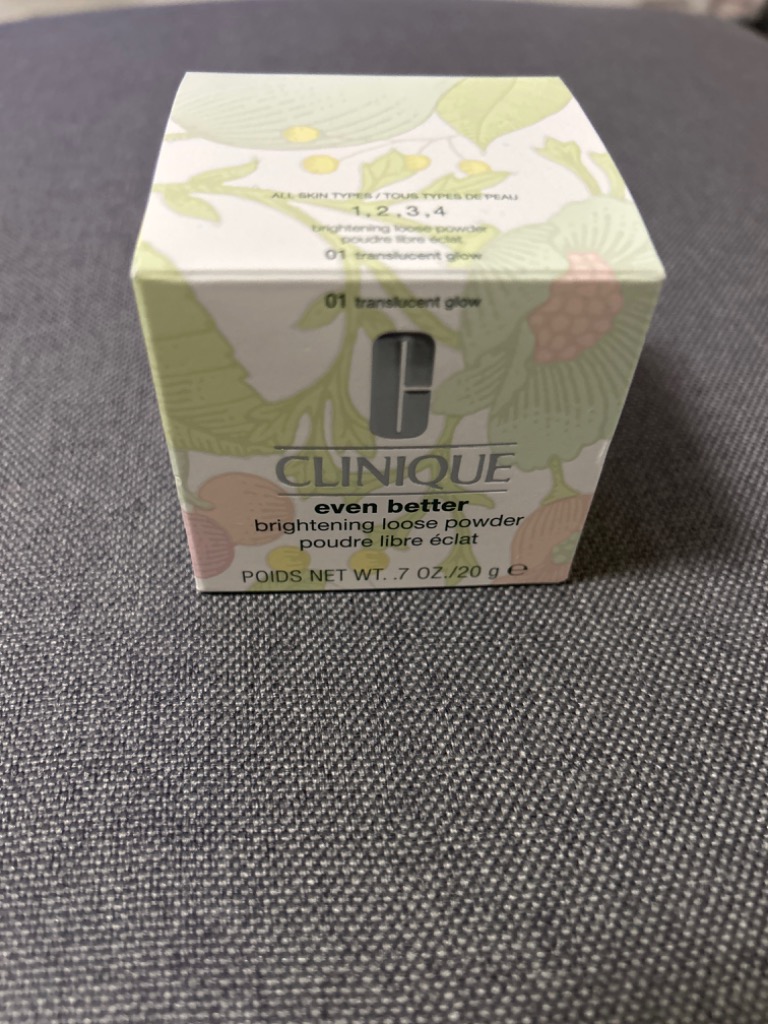 ALL SKIN TYPES / TOUS TYPES DE PEAU
1,2,3,4
brightening loose powder
poudre libre éclat
01 translucent glow
01 translucent glow
CLINIQUE
even better
brightening loose powder
poudre libre éclat
POIDS NET WT. .7 OZ./20 g ℮